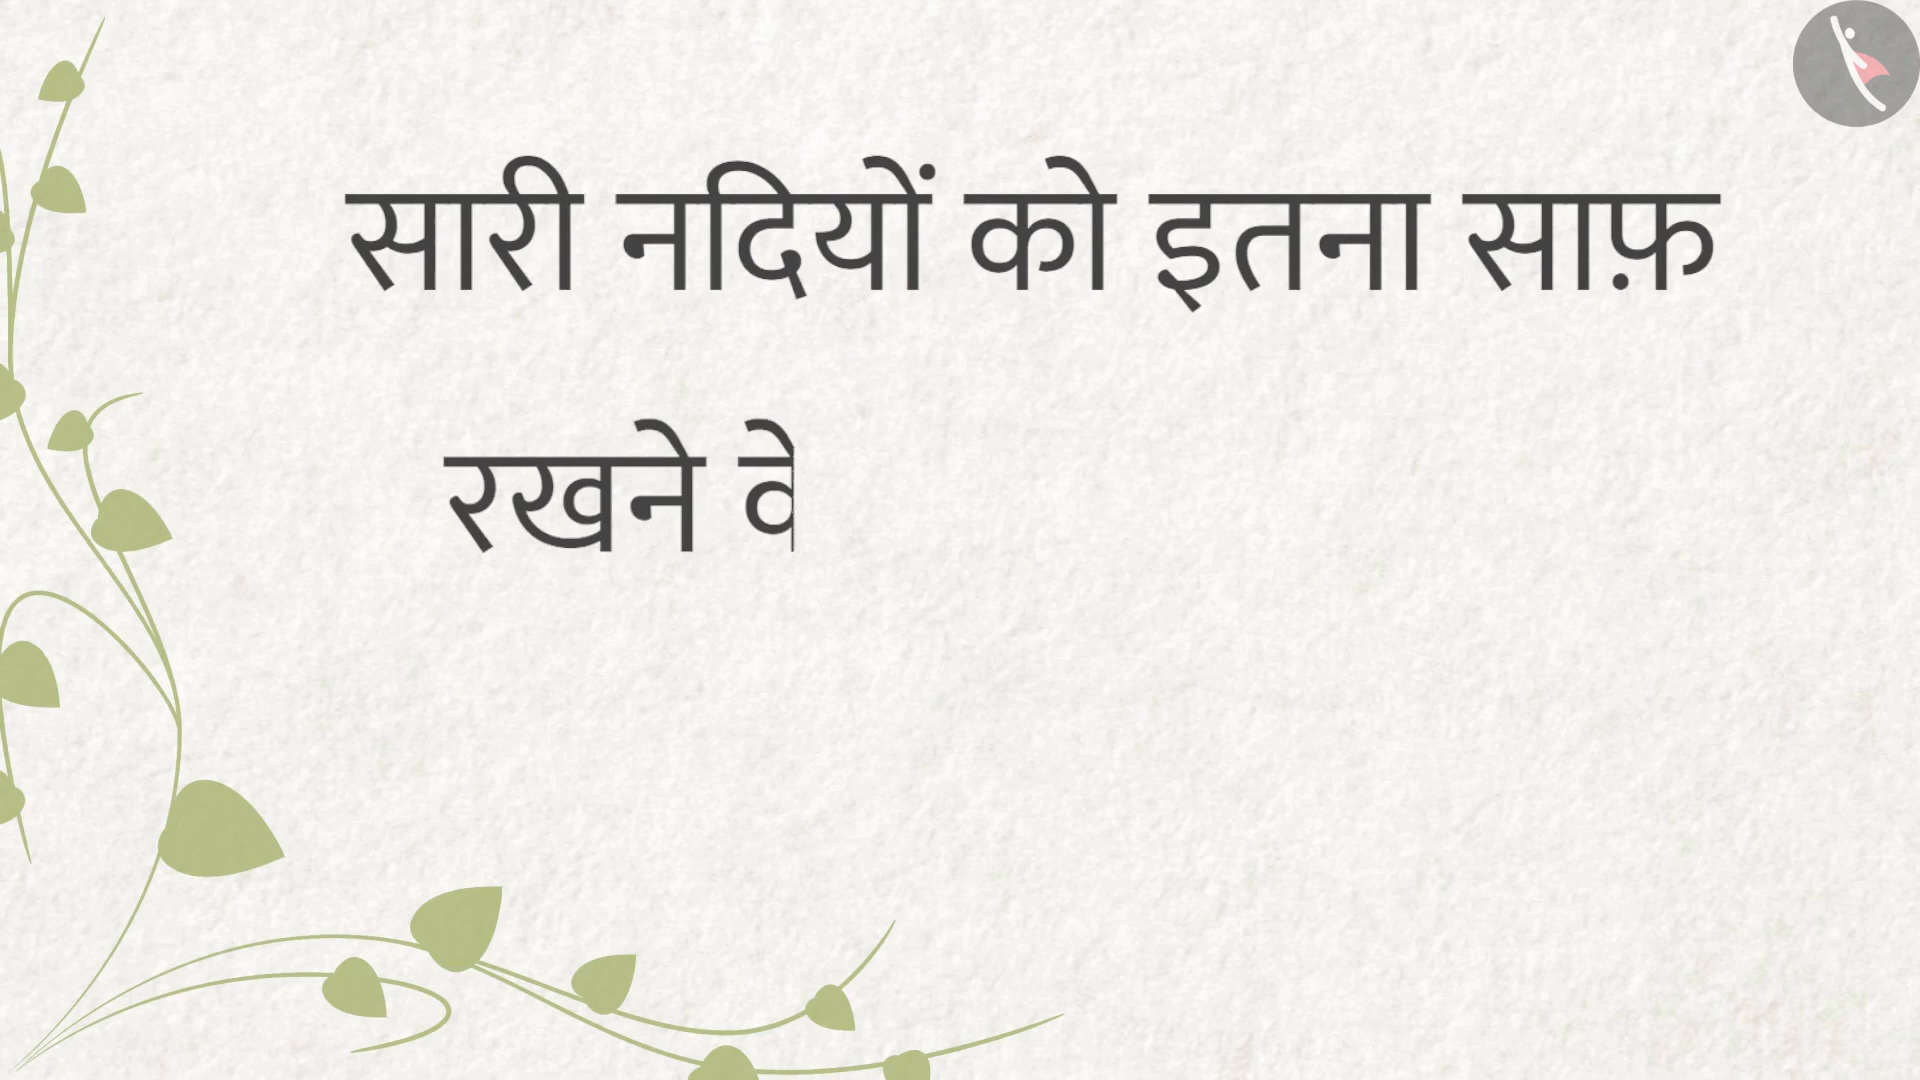 सारी नदियों को इतना साफ़
रखने